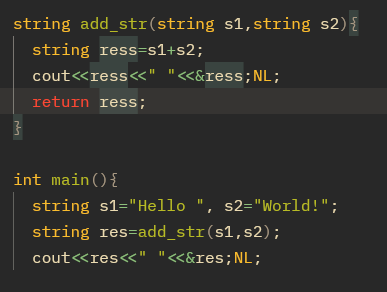 string add_str(string s1,string s2){
string ress=s1+s2;
cout<<ress<<" "<<&ress;NL;
return ress;
}
int main(){
string s1="Hello ", s2="World!";
string res=add_str(s1,s2);
cout<<res<<" "<<&res;NL;